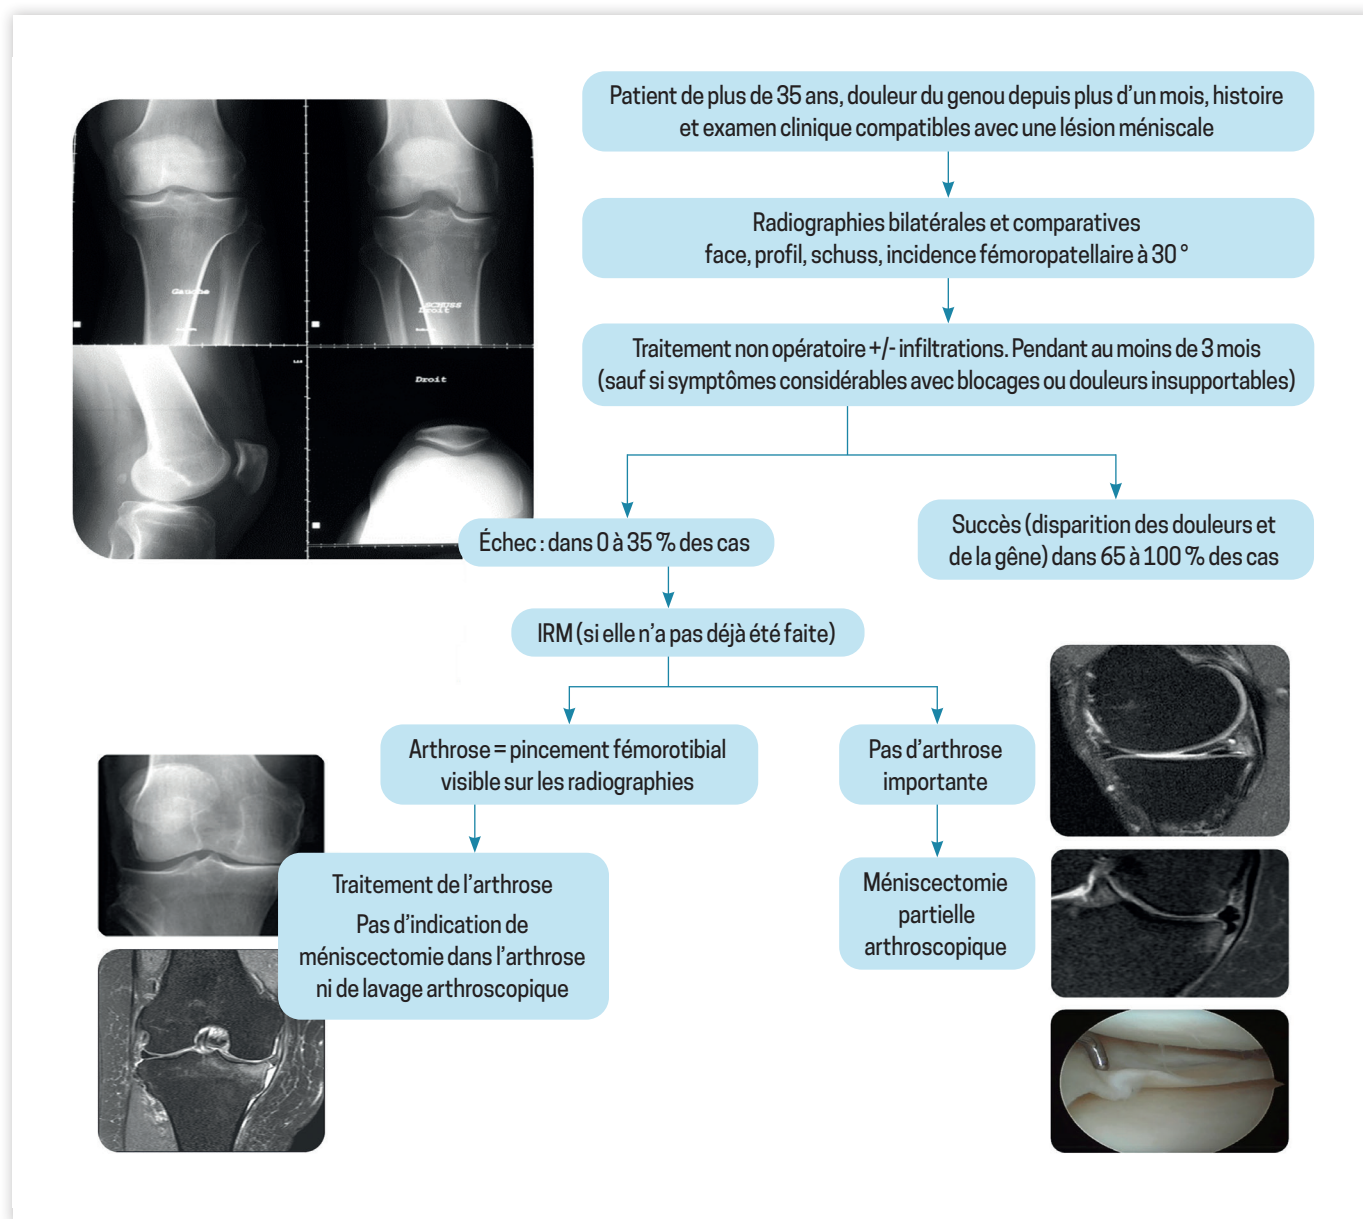 Patient de plus de 35 ans, douleur du genou depuis plus d'un mois, histoire
et examen clinique compatibles avec une lésion méniscale
Radiographies bilatérales et comparatives
face, profil, schuss, incidence fémoropatellaire à 30 °
Gauche
SCHUSS
Droit
Traitement non opératoire +/- infiltrations. Pendant au moins de 3 mois
(sauf si symptômes considérables avec blocages ou douleurs insupportables)
Droit
Échec : dans 0 à 35 % des cas
Succès (disparition des douleurs et
de la gêne) dans 65 à 100 % des cas
IRM (si elle n'a pas déjà été faite)
Arthrose = pincement fémorotibial
visible sur les radiographies
Pas d'arthrose
importante
Traitement de l'arthrose
Pas d'indication de
méniscectomie dans l'arthrose
ni de lavage arthroscopique
Méniscectomie
partielle
arthroscopique